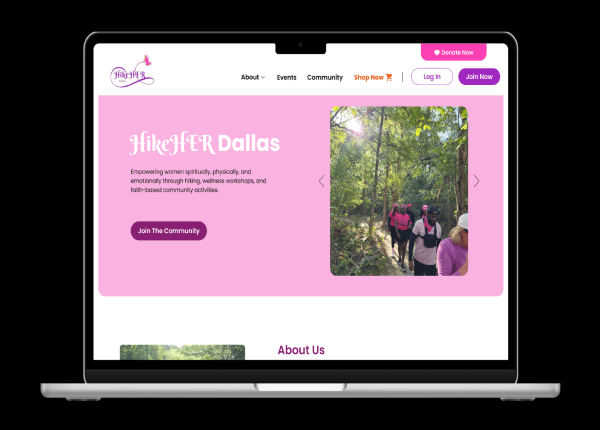 Donate Now
HikeHER
About Events Community Shop Now Log In Join Now
HikeHER Dallas
Empowering women spiritually, physically, and
emotionally through hiking, wellness workshops, and
faith-based community activities.
Join The Community
About Us